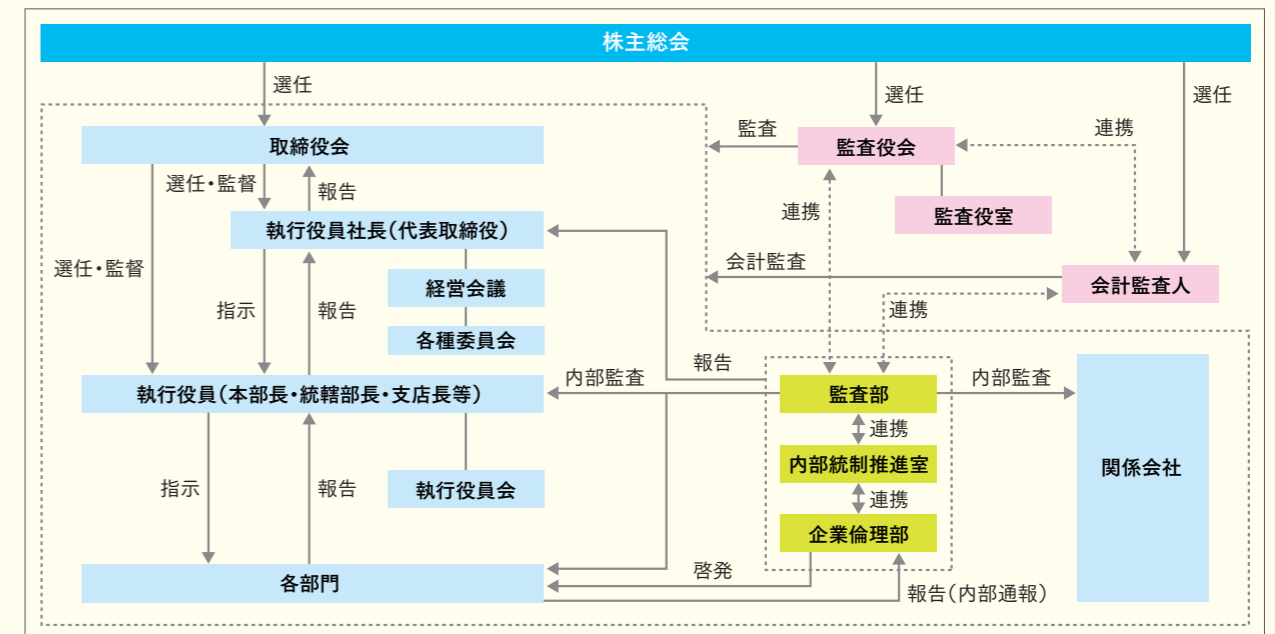 株主総会
選任
選任
選任
取締役会
監査
監査役会
連携
選任・監督
報告
連携
監査役室
執行役員社長（代表取締役）
選任・監督
会計監査
会計監査人
経営会議
指示
報告
連携
各種委員会
報告
内部監査
内部監査
執行役員（本部長・統轄部長・支店長等）
監査部
連携
内部統制推進室
関係会社
指示
報告
執行役員会
連携
企業倫理部
啓発
各部門
報告（内部通報）